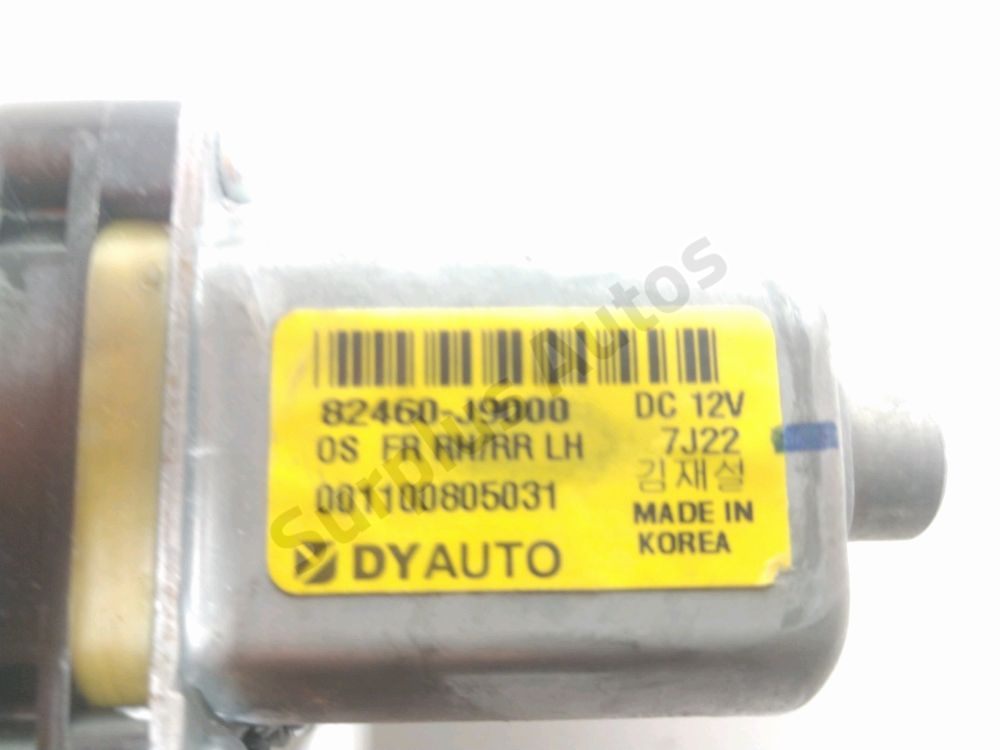 82460-J9000 DC 12V
OS FR RH/RR LH 7J22
001100805031 김재설
MADE IN
KOREA
DYAUTO
Surplus Autos